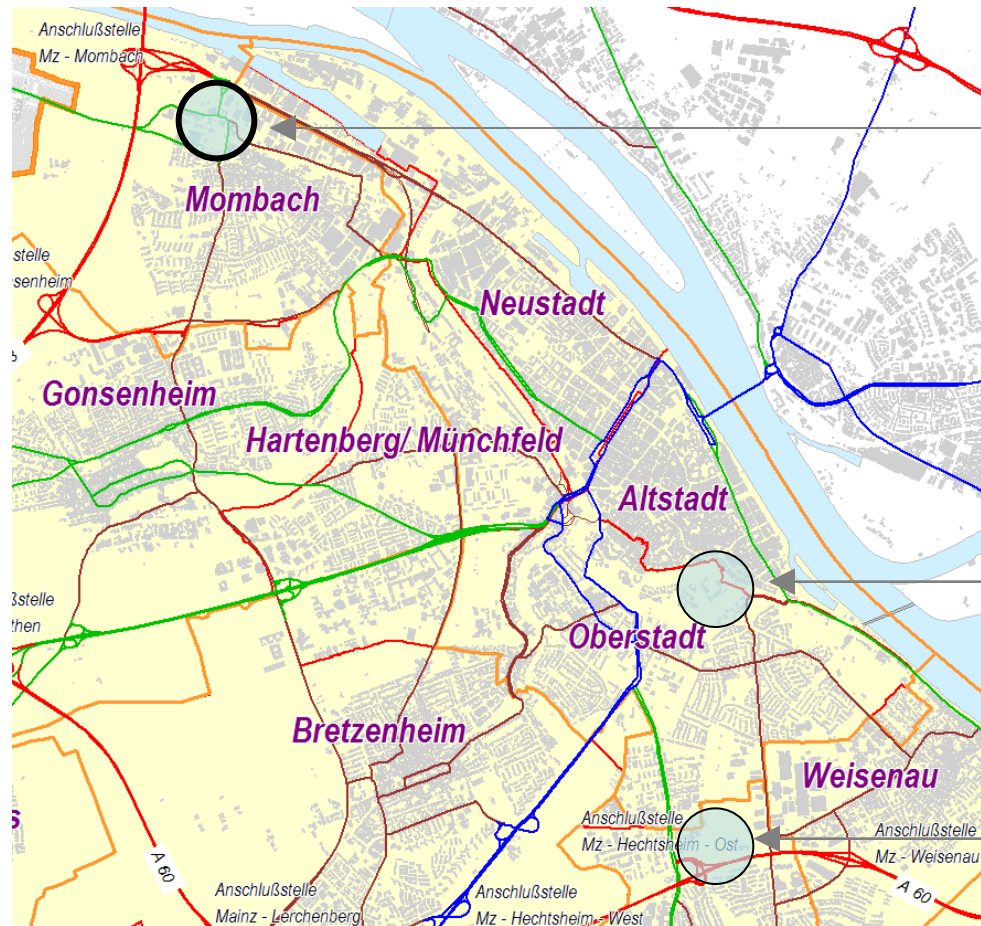 Anschlußstelle
Mz - Mombach
Mombach
stelle
senheim
Neustadt
Gonsenheim
Hartenberg/ Münchfeld
Altstadt
ßstelle
then
Oberstadt
Bretzenheim
Weisenau
s
Anschlußstelle
Mz - Hechtsheim - Ost
Anschlußstelle
Mz - Weisenau
A 60
A 60
Anschlußstelle
Mainz - Lerchenberg
Anschlußstelle
Mz - Hechtsheim - West